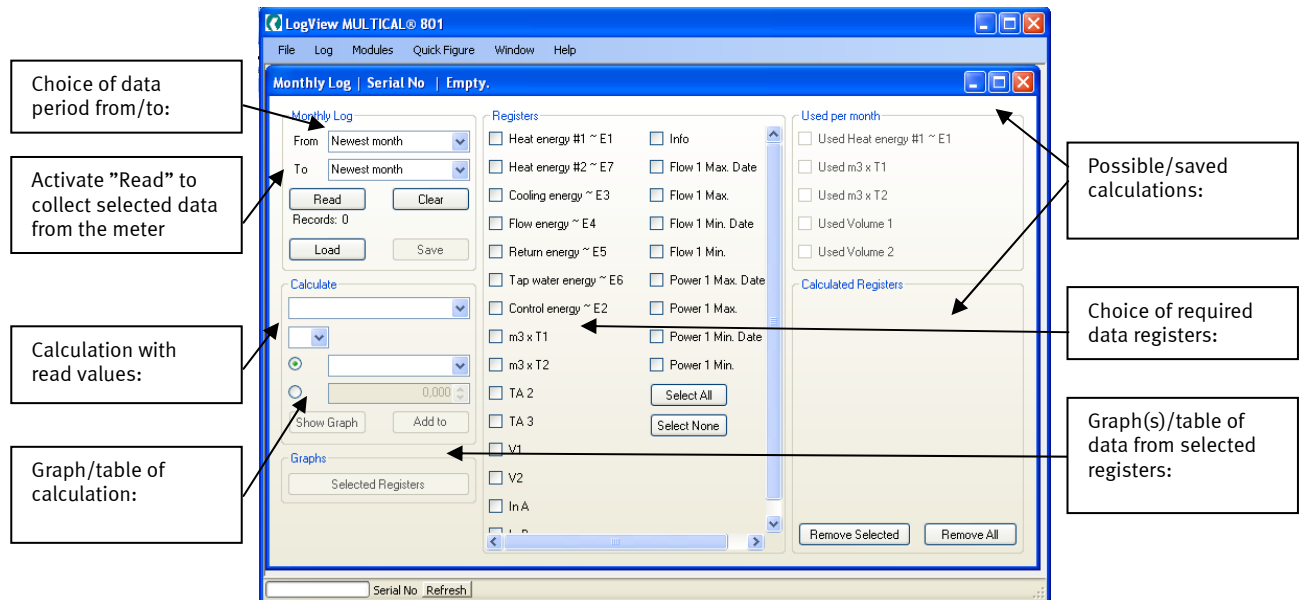 LogView MULTICAL® 801
File Log Modules Quick Figure Window Help
Monthly Log | Serial No | Empty.
Choice of data
period from/to:
Activate ”Read” to
collect selected data
from the meter
Calculation with
read values:
Graph/table of
calculation:
Monthly Log
From Newest month
To Newest month
Read Clear
Records: 0
Load Save
Calculate
0,000
Show Graph Add to
Graphs
Selected Registers
Registers
Heat energy #1 ~ E1
Heat energy #2 ~ E7
Cooling energy ~ E3
Flow energy ~ E4
Return energy ~ E5
Tap water energy ~ E6
Control energy ~ E2
m3 x T1
m3 x T2
TA 2
TA 3
V1
V2
In A
Info
Flow 1 Max. Date
Flow 1 Max.
Flow 1 Min. Date
Flow 1 Min.
Power 1 Max. Date
Power 1 Max.
Power 1 Min. Date
Power 1 Min.
Select All
Select None
Used per month
Used Heat energy #1 ~ E1
Used m3 x T1
Used m3 x T2
Used Volume 1
Used Volume 2
Calculated Registers
Remove Selected Remove All
Possible/saved
calculations:
Choice of required
data registers:
Graph(s)/table of
data from selected
registers:
Serial No Refresh